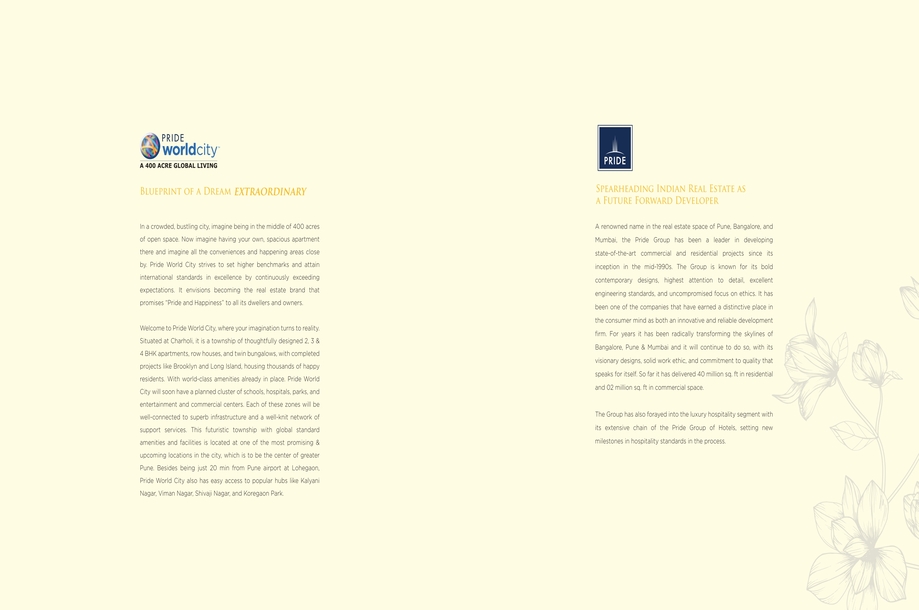 PRIDE
worldcity
A 400 ACRE GLOBAL LIVING
BLUEPRINT OF A DREAM EXTRAORDINARY
In a crowded, bustling city, imagine being in the middle of 400 acres
of open space. Now imagine having your own, spacious apartment
there and imagine all the conveniences and happening areas close
by. Pride World City strives to set higher benchmarks and attain
international standards in excellence by continuously exceeding
expectations. It envisions becoming the real estate brand that
promises "Pride and Happiness" to all its dwellers and owners.
Welcome to Pride World City, where your imagination turns to reality.
Situated at Charholi, it is a township of thoughtfully designed 2, 3 &
4 BHK apartments, row houses, and twin bungalows, with completed
projects like Brooklyn and Long Island, housing thousands of happy
residents. With world-class amenities already in place. Pride World
City will soon have a planned cluster of schools, hospitals, parks, and
entertainment and commercial centers. Each of these zones will be
well-connected to superb infrastructure and a well-knit network of
support services. This futuristic township with global standard
amenities and facilities is located at one of the most promising &
upcoming locations in the city, which is to be the center of greater
Pune. Besides being just 20 min from Pune airport at Lohegaon,
Pride World City also has easy access to popular hubs like Kalyani
Nagar, Viman Nagar, Shivaji Nagar, and Koregaon Park.
PRIDE
SPEARHEADING INDIAN REAL ESTATE AS
A FUTURE FORWARD DEVELOPER
A renowned name in the real estate space of Pune, Bangalore, and
Mumbai, the Pride Group has been a leader in developing
state-of-the-art commercial and residential projects since its
inception in the mid-1990s. The Group is known for its bold
contemporary designs, highest attention to detail, excellent
engineering standards, and uncompromised focus on ethics. It has
been one of the companies that have earned a distinctive place in
the consumer mind as both an innovative and reliable development
firm. For years it has been radically transforming the skylines of
Bangalore, Pune & Mumbai and it will continue to do so, with its
visionary designs, solid work ethic, and commitment to quality that
speaks for itself. So far it has delivered 40 million sq. ft in residential
and 02 million sq. ft in commercial space.
The Group has also forayed into the luxury hospitality segment with
its extensive chain of the Pride Group of Hotels, setting new
milestones in hospitality standards in the process.